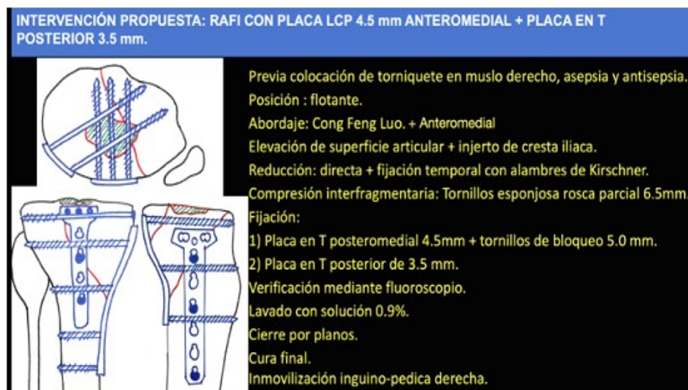 INTERVENCIÓN PROPUESTA: RAFI CON PLACA LCP 4.5 mm ANTEROMEDIAL + PLACA EN T
POSTERIOR 3.5 mm.
Previa colocación de torniquete en muslo derecho, asepsia y antisepsia.
Posición : flotante.
Abordaje: Cong Feng Luo. + Anteromedial
Elevación de superficie articular + injerto de cresta iliaca.
Reducción: directa + fijación temporal con alambres de Kirschner.
Compresión interfragmentaria: Tornillos esponjosa rosca parcial 6.5mm.
Fijación:
1) Placa en T posteromedial 4.5mm + tornillos de bloqueo 5.0 mm.
2) Placa en T posterior de 3.5 mm.
Verificación mediante fluoroscopio.
Lavado con solución 0.9%.
Cierre por planos.
Cura final.
Inmovilización inguino-pedica derecha.